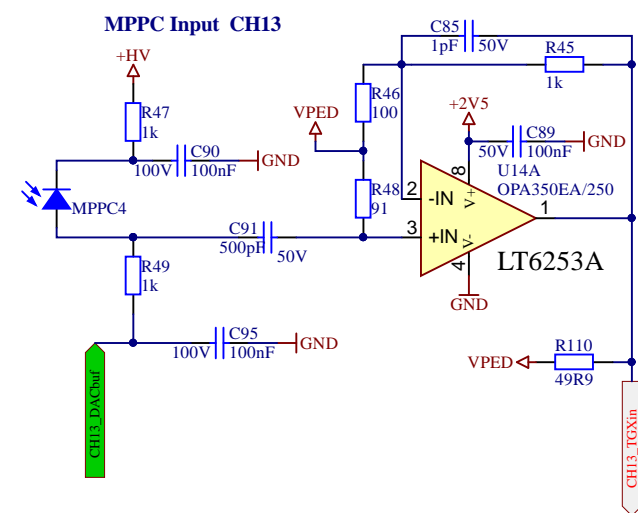 MPPC Input CH13
C85
1pF 50V
R45
1k
+HV
R47
1k
R46
100
VPED
+2V5
C90
100V 100nF
GND
C89
50V 100nF
GND
U14A
OPA350EA/250
MPPC4
R48
91
2 -IN
8
V+
1
C91
500pF 50V
3 +IN
V-
4
LT6253A
R49
1k
GND
C95
100V 100nF
GND
R110
VPED
49R9
CH13_DACbuf
CH13_TGXin